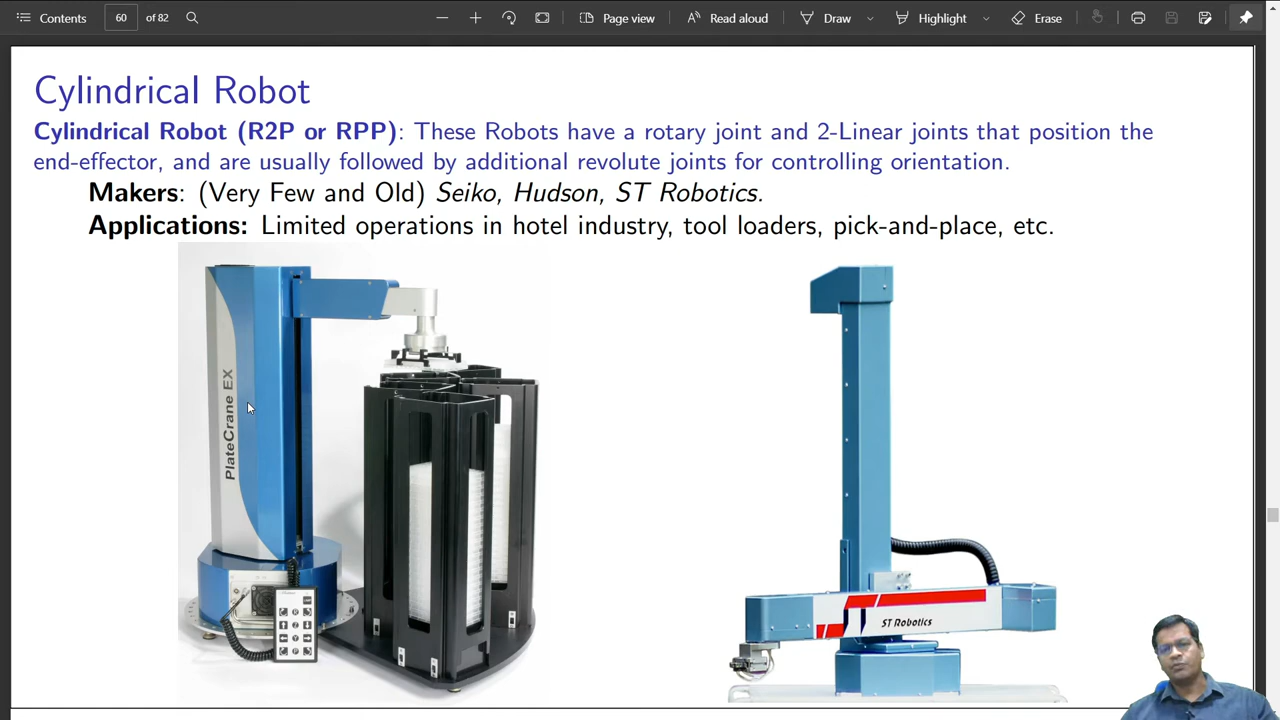 Contents 60 of 82 Page view Read aloud Draw Highlight Erase
Cylindrical Robot
Cylindrical Robot (R2P or RPP): These Robots have a rotary joint and 2-Linear joints that position the
end-effector, and are usually followed by additional revolute joints for controlling orientation.
Makers: (Very Few and Old) Seiko, Hudson, ST Robotics.
Applications: Limited operations in hotel industry, tool loaders, pick-and-place, etc.
PlateCrane EX
ST Robotics